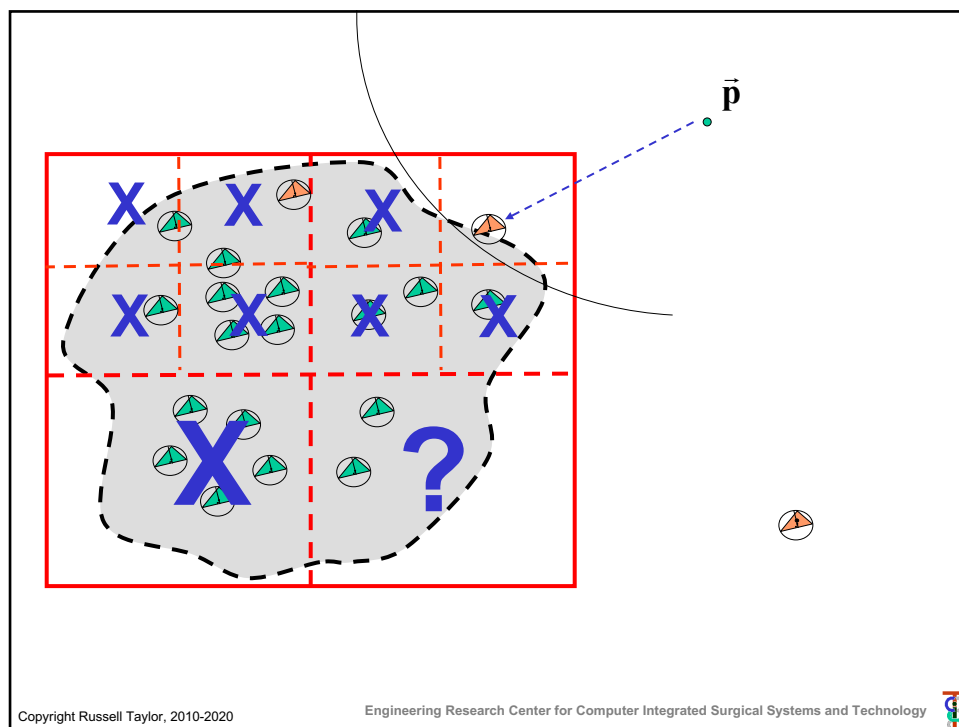 p
X X X
X X X X
X ?
Copyright Russell Taylor, 2010-2020
Engineering Research Center for Computer Integrated Surgical Systems and Technology